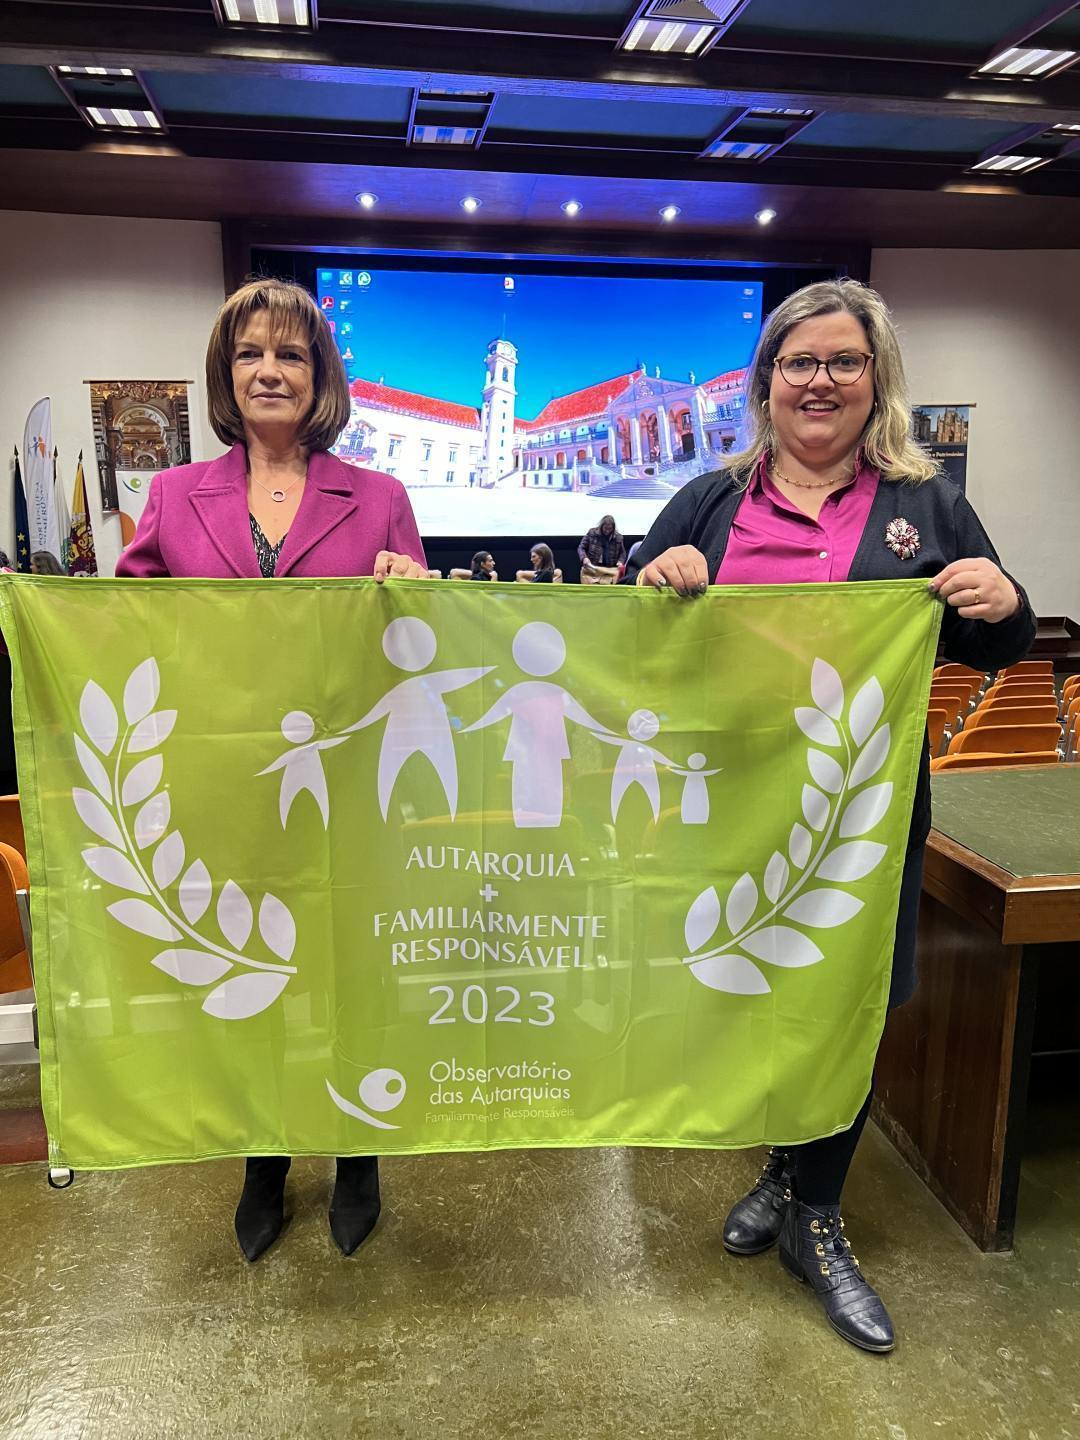 AUTARQUIA
+
FAMILIARMENTE
RESPONSÁVEL
2023
Observatório
das Autarquias
Familiarmente Responsáveis